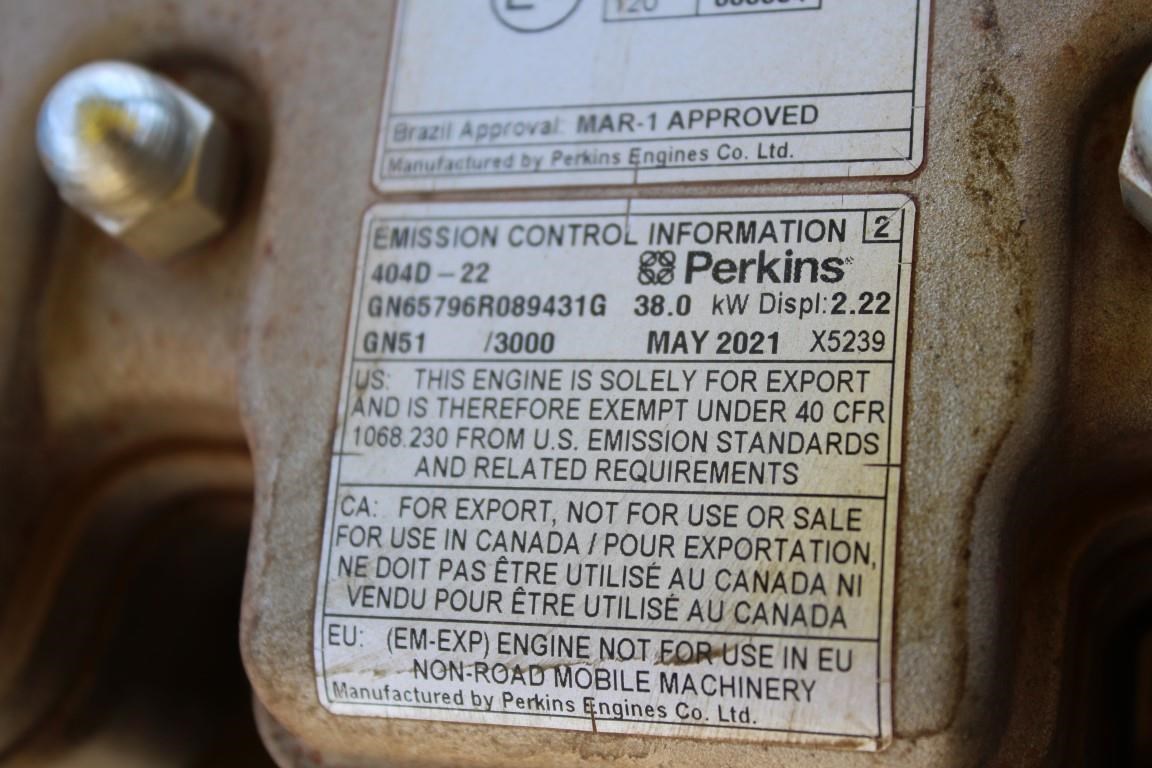 120
Brazil Approval: MAR-1 APPROVED
Manufactured by Perkins Engines Co. Ltd.
EMISSION CONTROL INFORMATION 2
404D-22 Perkins
GN65796R089431G 38.0 kW Displ:2.22
GN51 /3000 MAY 2021 X5239
US: THIS ENGINE IS SOLELY FOR EXPORT
AND IS THEREFORE EXEMPT UNDER 40 CFR
1068.230 FROM U.S. EMISSION STANDARDS
AND RELATED REQUIREMENTS
CA: FOR EXPORT, NOT FOR USE OR SALE
FOR USE IN CANADA / POUR EXPORTATION,
NE DOIT PAS ÊTRE UTILISÉ AU CANADA NI
VENDU POUR ÊTRE UTILISÉ AU CANADA
EU: (EM-EXP) ENGINE NOT FOR USE IN EU
NON-ROAD MOBILE MACHINERY
Manufactured by Perkins Engines Co. Ltd.